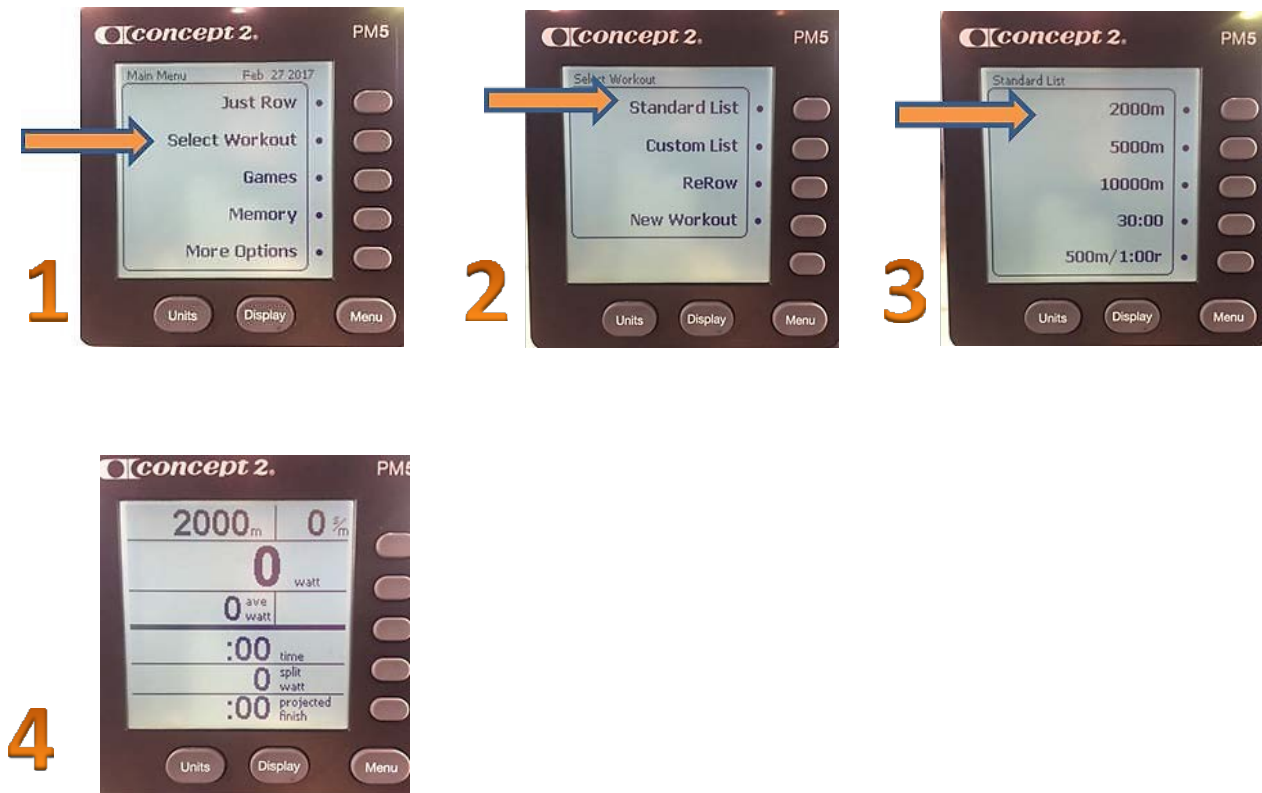 concept 2. PM5
Main Menu Feb. 27 2017
Just Row
Select Workout
Games
Memory
More Options
Units Display Menu
1
concept 2. PM5
Select Workout
Standard List
Custom List
ReRow
New Workout
Units Display Menu
2
concept 2. PM5
Standard List
2000m
5000m
10000m
30:00
500m/1:00r
Units Display Menu
3
concept 2. PM5
2000m 0 s/m
0 watt
0 ave watt
:00 time
0 split watt
:00 projected finish
Units Display Menu
4